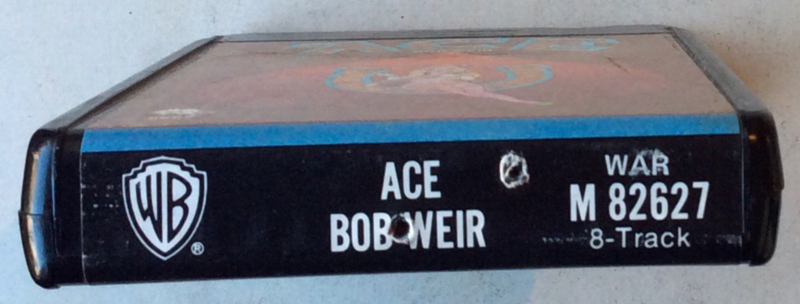 WB
®
ACE
BOB WEIR
WAR
M 82627
8-Track